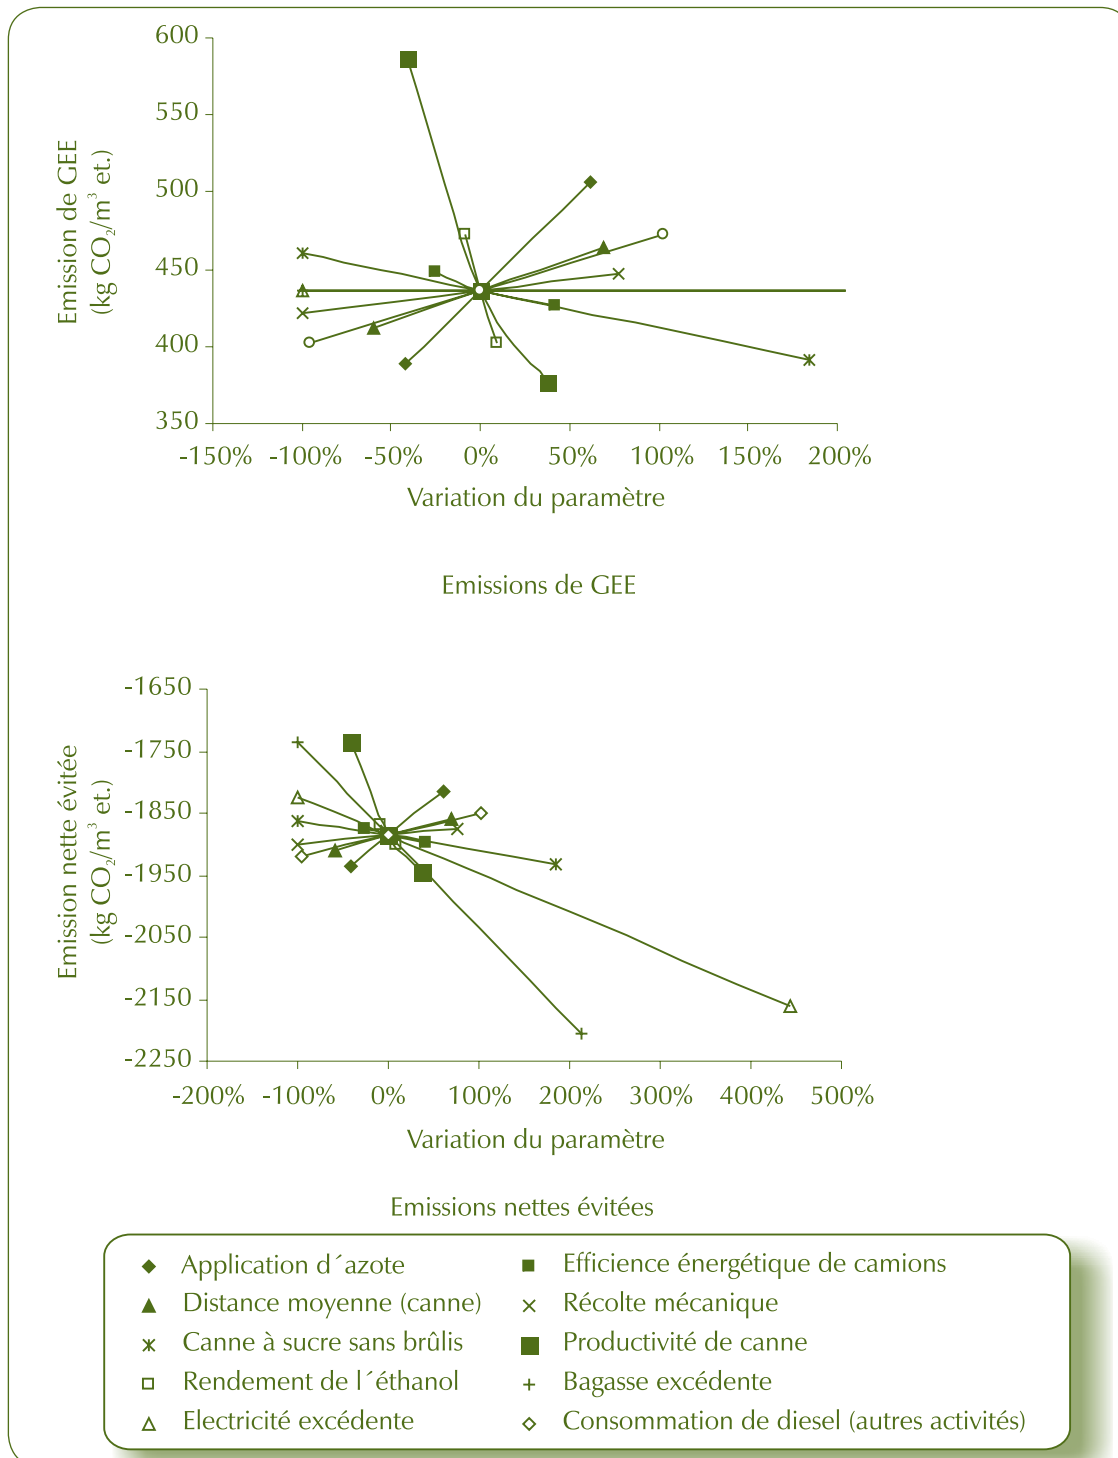 600
550
500
450
400
350
Emission de GEE
(kg CO₂/m³ et.)
-150% -100% -50% 0% 50% 100% 150% 200%
Variation du paramètre
Emissions de GEE
-1650
-1750
-1850
-1950
-2050
-2150
-2250
Emission nette évitée
(kg CO₂/m³ et.)
-200% -100% 0% 100% 200% 300% 400% 500%
Variation du paramètre
Emissions nettes évitées
Application d´azote
Efficience énergétique de camions
Distance moyenne (canne)
Récolte mécanique
Canne à sucre sans brûlis
Productivité de canne
Rendement de l´éthanol
Bagasse excédente
Electricité excédente
Consommation de diesel (autres activités)